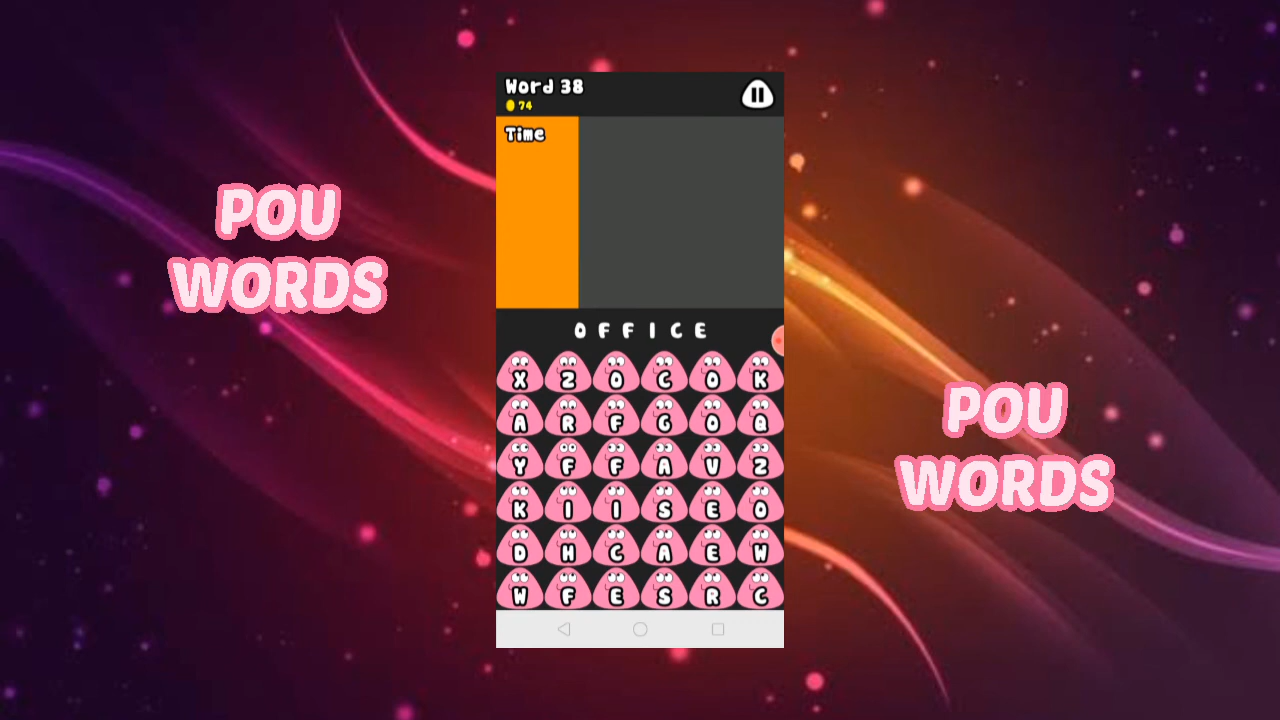 Word 38
74
Time
POU
WORDS
OFFICE
X Z O C O K
A R F G O Q
Y F F A V Z
K I I S E O
D H C A E W
W F E S R C
POU
WORDS